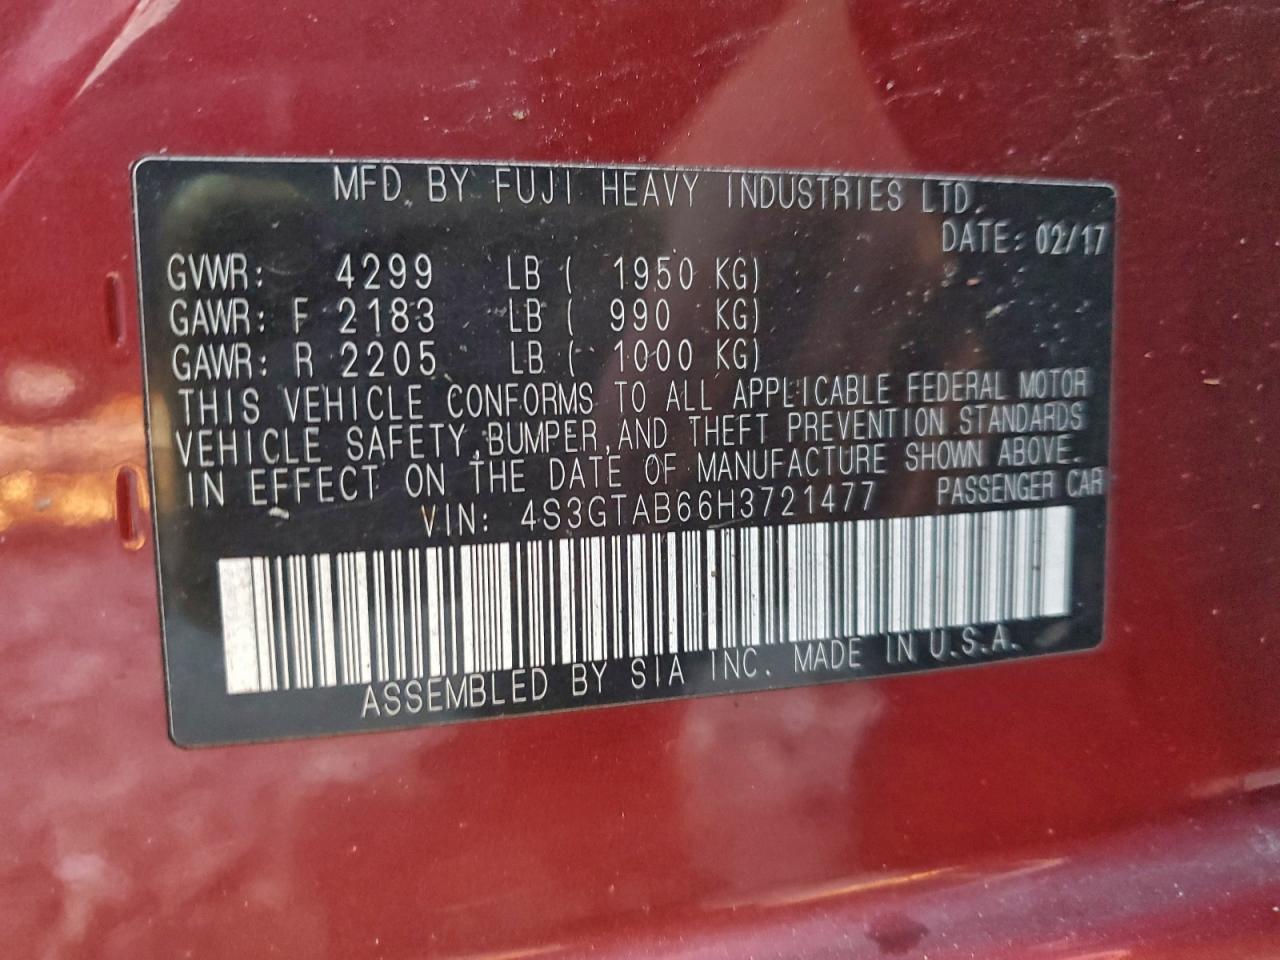 MFD. BY FUJI HEAVY INDUSTRIES LTD.
DATE: 02/17
GVWR: 4299 LB ( 1950 KG)
GAWR: F 2183 LB ( 990 KG)
GAWR: R 2205 LB ( 1000 KG)
THIS VEHICLE CONFORMS TO ALL APPLICABLE FEDERAL MOTOR
VEHICLE SAFETY,BUMPER,AND THEFT PREVENTION STANDARDS
IN EFFECT ON THE DATE OF MANUFACTURE SHOWN ABOVE.
VIN: 4S3GTAB66H3721477 PASSENGER CAR
ASSEMBLED BY SIA INC. MADE IN U.S.A.